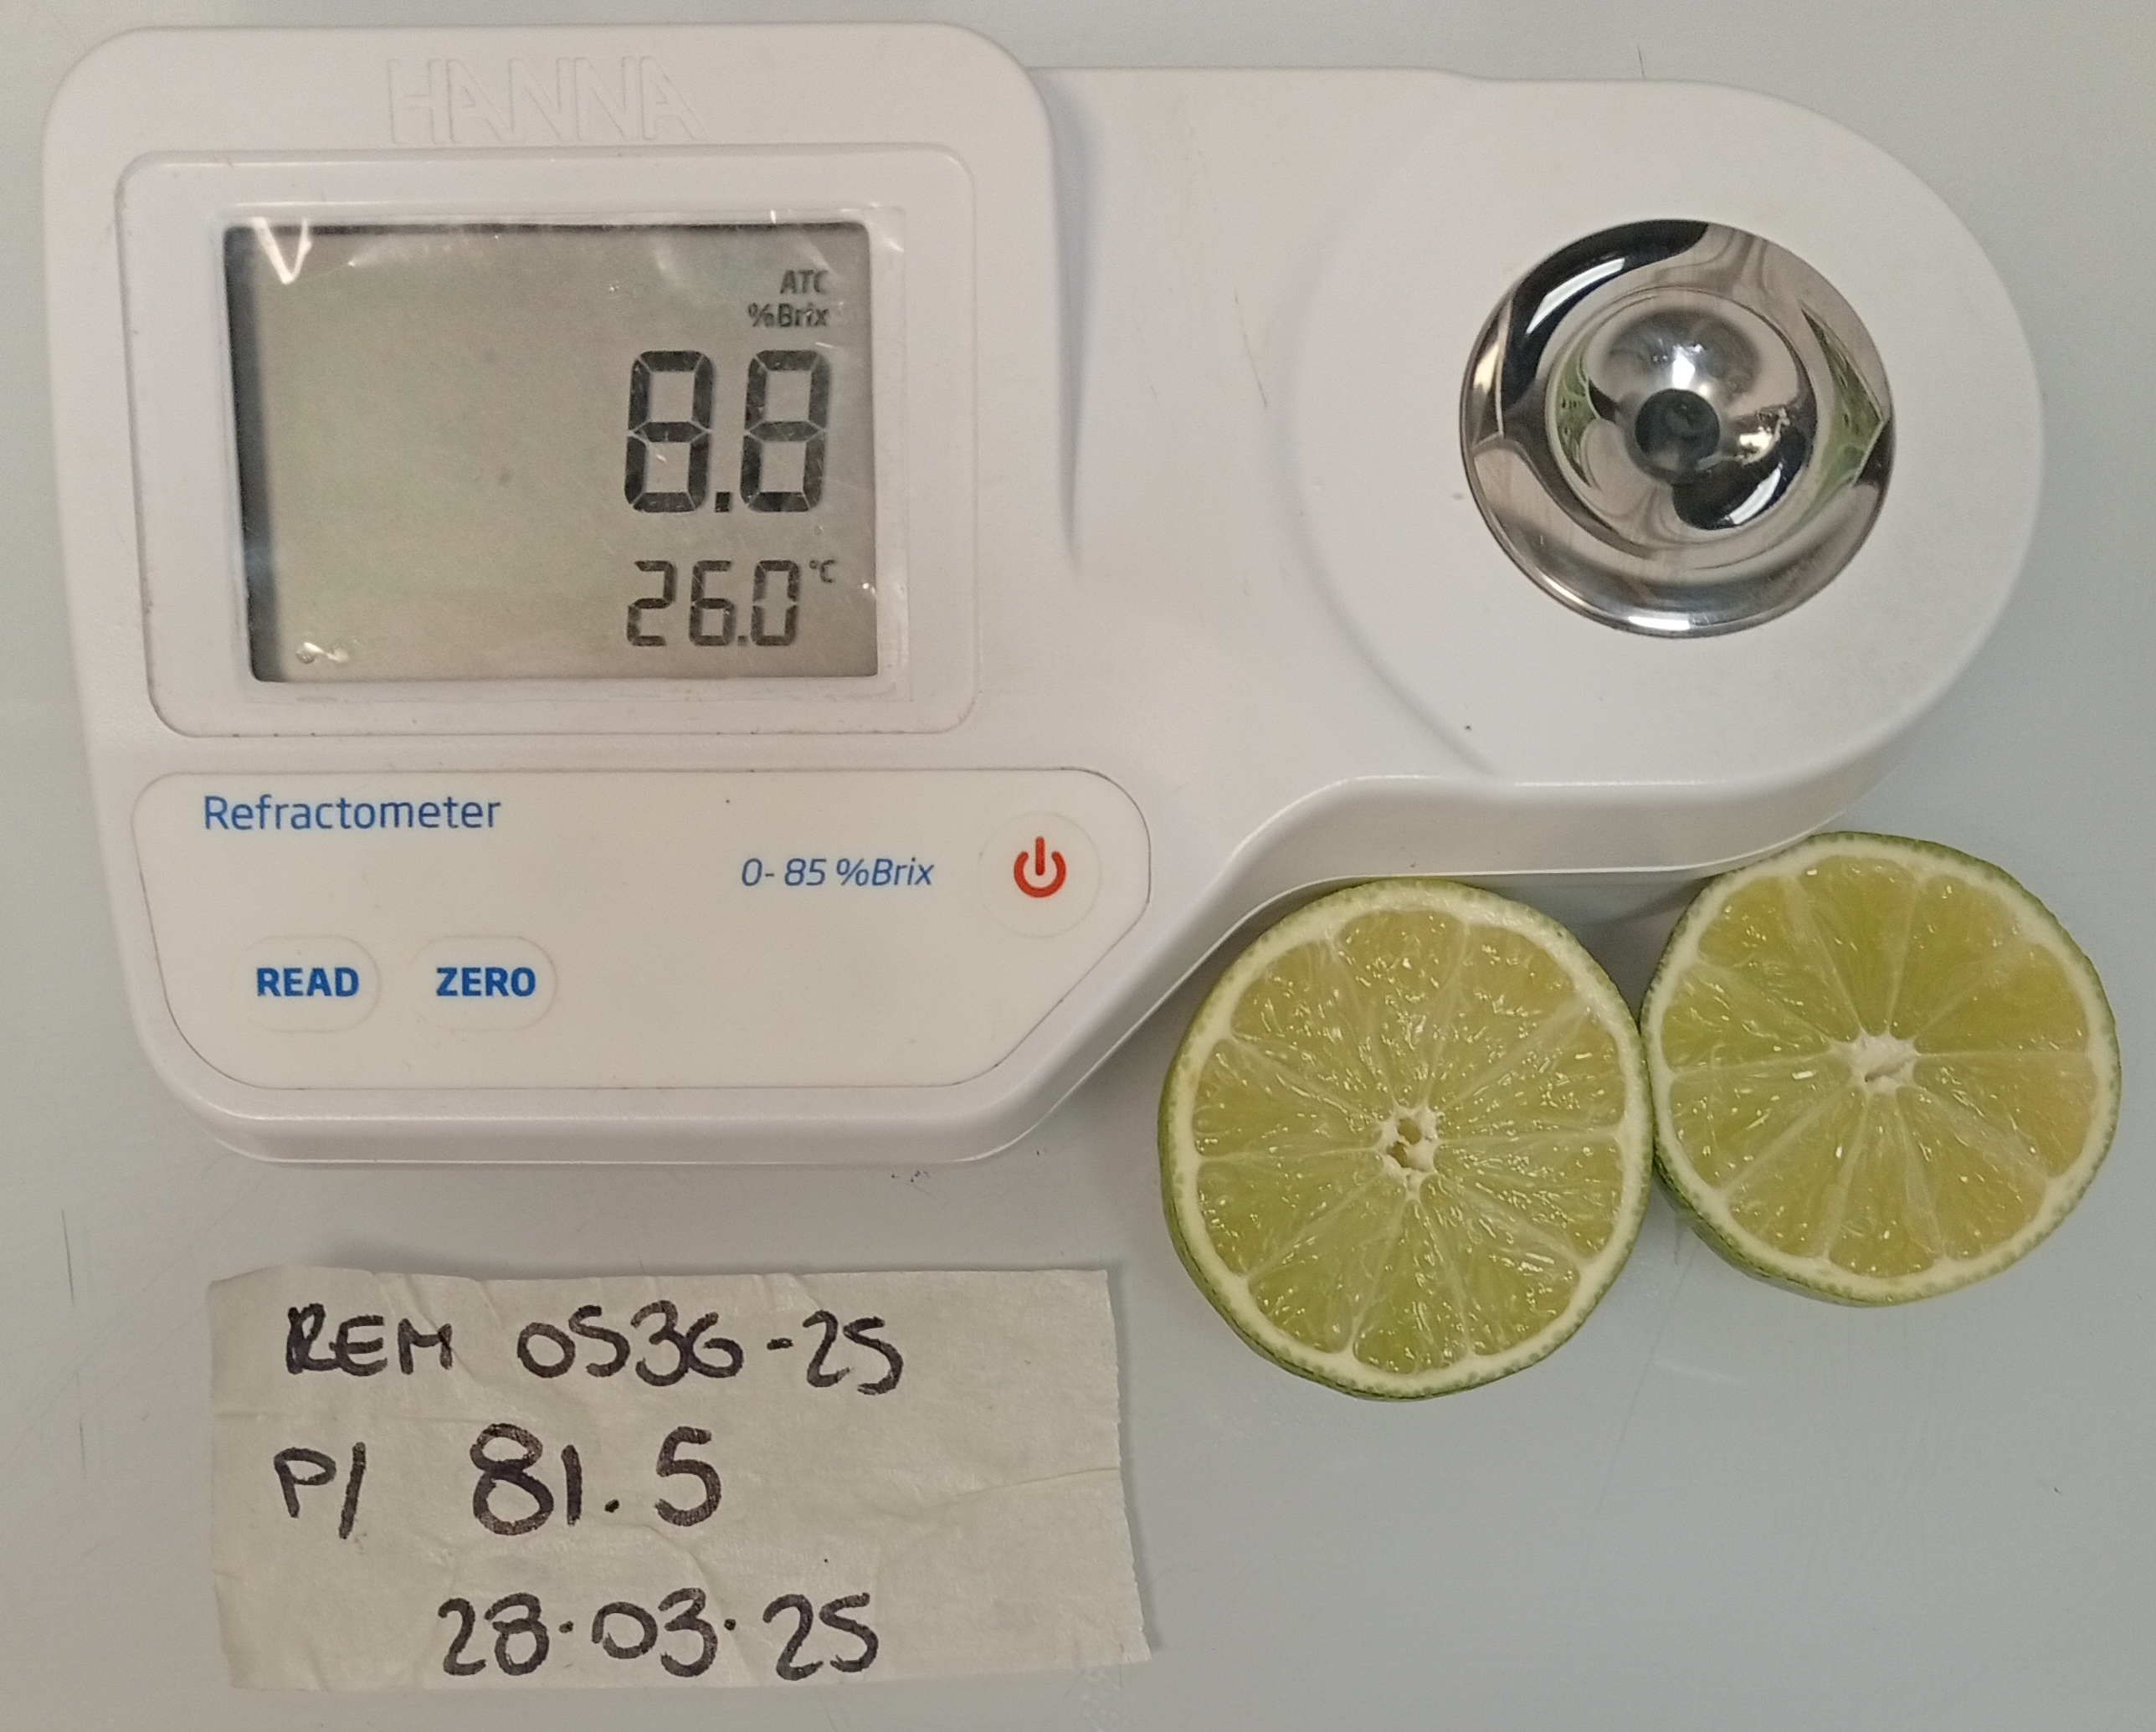 HANNA
ATC
%Brix
8.8
26.0 °C
Refractometer
0-85 %Brix
READ ZERO
REM 0536-25
P/ 81.5
28.03.25